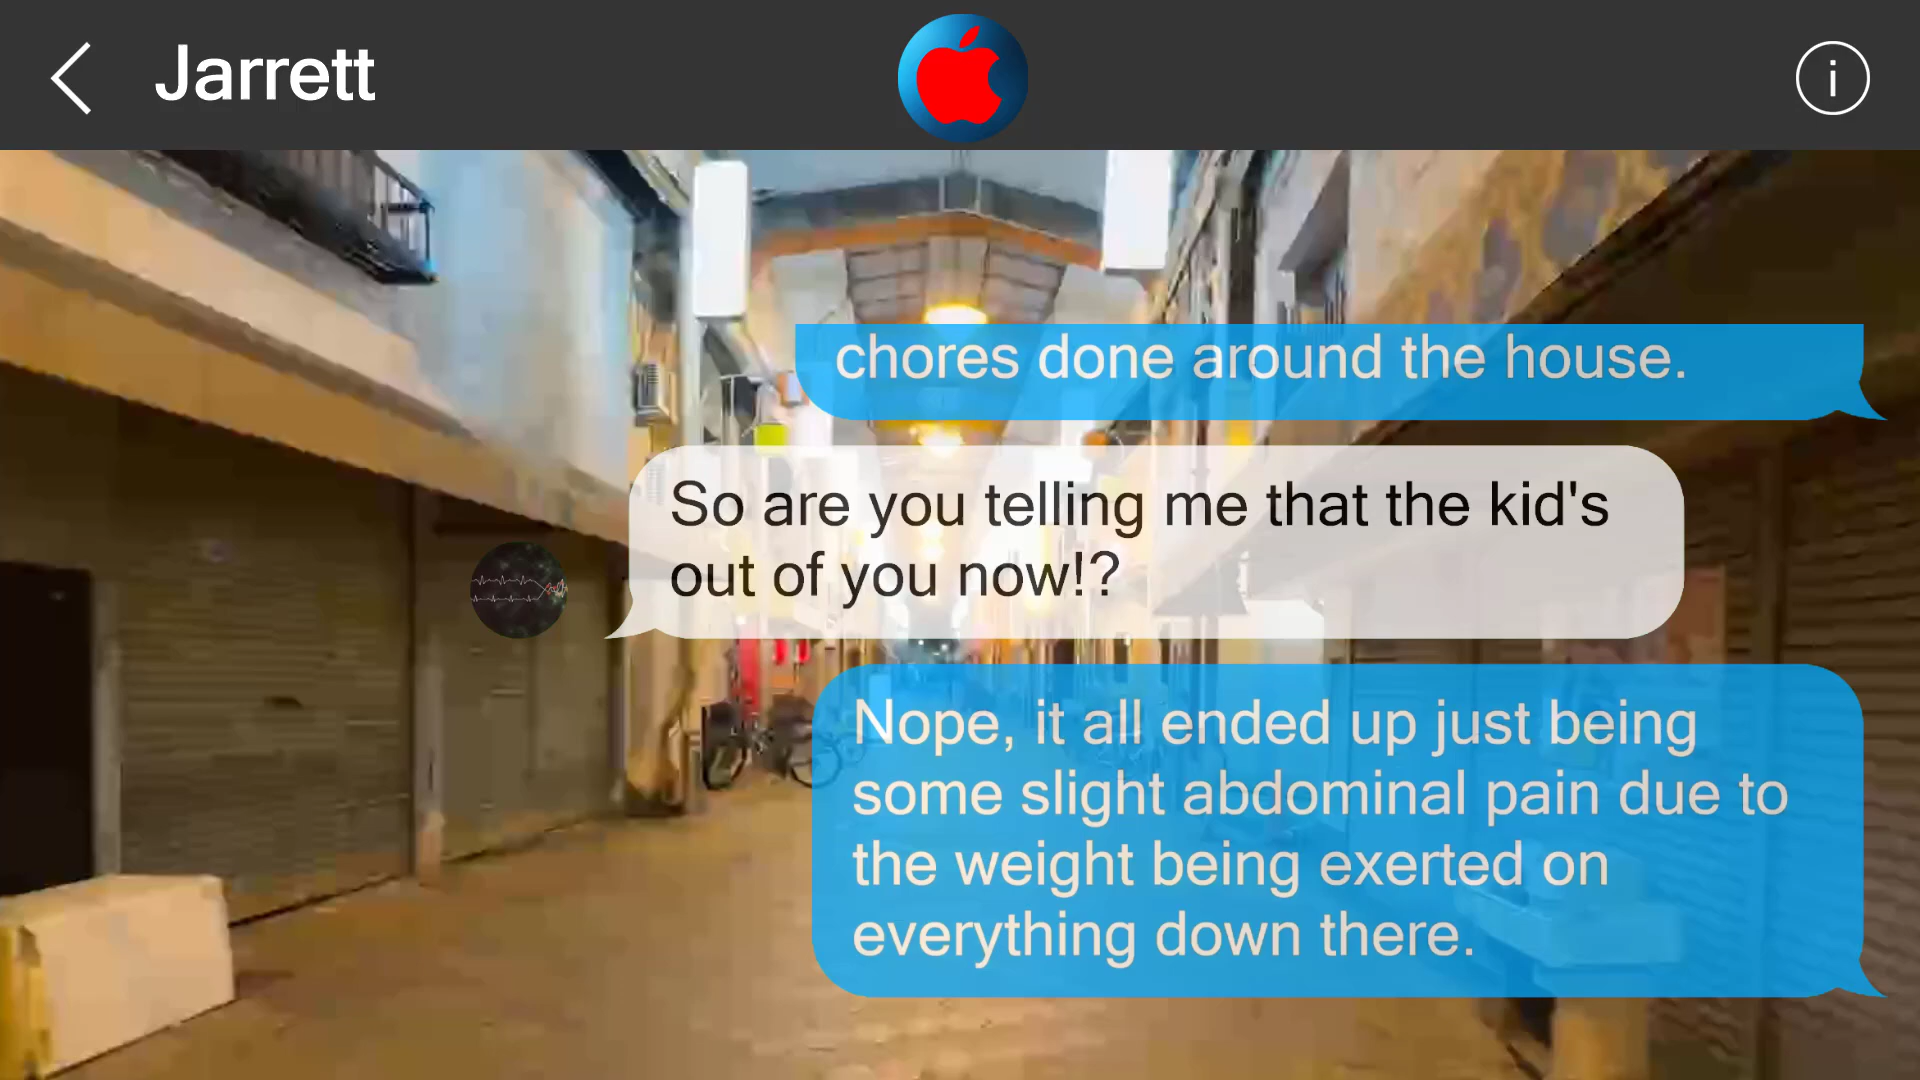 Jarrett
i
chores done around the house.
So are you telling me that the kid's
out of you now!?
Nope, it all ended up just being
some slight abdominal pain due to
the weight being exerted on
everything down there.